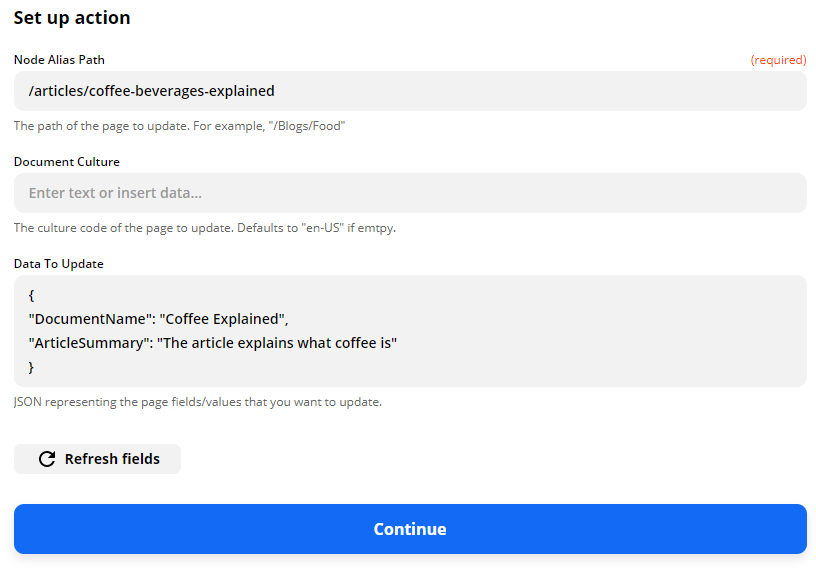 Set up action
Node Alias Path
(required)
/articles/coffee-beverages-explained
The path of the page to update. For example, "/Blogs/Food"
Document Culture
Enter text or insert data...
The culture code of the page to update. Defaults to "en-US" if emtpy.
Data To Update
{
"DocumentName": "Coffee Explained",
"ArticleSummary": "The article explains what coffee is"
}
JSON representing the page fields/values that you want to update.
Refresh fields
Continue